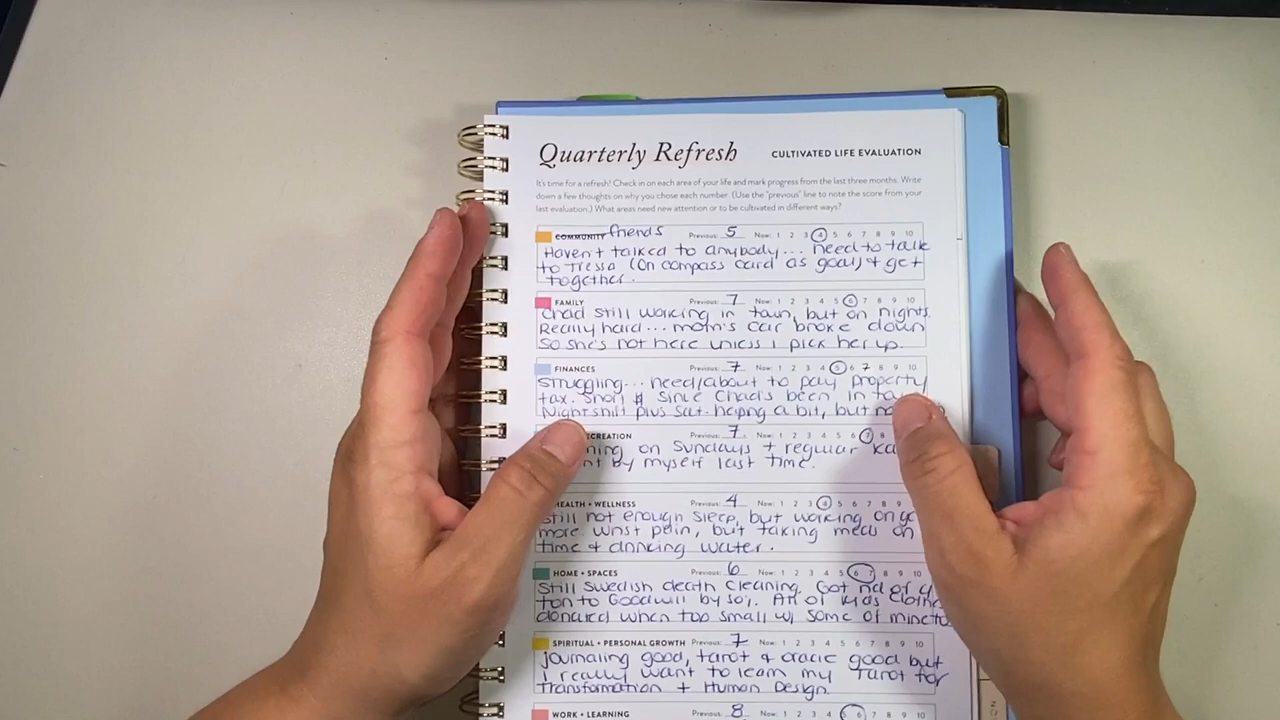 Quarterly Refresh CULTIVATED LIFE EVALUATION
It's time for a refresh! Check in on each area of your life and mark progress from the last three months. Write
down a few thoughts on why you chose each number. (Use the "previous" line to note the score from your
last evaluation.) What areas need new attention or to be cultivated in different ways?
COMMUNITY friends Previous: 5 Now: 1 2 3 4 5 6 7 8 9 10
Haven't talked to anybody... need to talk
to Tressa (on compass card as goal) & get
together.
FAMILY Previous: 7 Now: 1 2 3 4 5 6 7 8 9 10
Chad still working in town, but on nights.
Really hard... mom's car broke down
so she's not here unless I pick her up.
FINANCES Previous: 7 Now: 1 2 3 4 5 6 7 8 9 10
Struggling... need/about to pay property
tax. Short $ since Chad's been in
Nightshift plus Sat. helping a bit, but
ECREATION Previous: 7 Now: 1 2 3 4 5 6 7 8
on Sundays + regular
by myself last time.
HEALTH + WELLNESS Previous: 4 Now: 1 2 3 4 5 6 7 8 9
Still not enough sleep, but working on
more wrist pain, but taking meds on
time & drinking water.
HOME + SPACES Previous: 6 Now: 1 2 3 4 5 6 7 8 9 10
Still Swedish death cleaning. Got rid of
ton to Goodwill by 50%. All of kids
donated when too small w/ some of mine
SPIRITUAL + PERSONAL GROWTH Previous: 7 Now: 1 2 3 4 5 6 7 8 9 10
Journaling good, tarot & oracle good but
I really want to learn my Tarot for
Transformation + Human Design.
WORK + LEARNING Previous: 8 Now: 1 2 3 4 5 6 7 8 9 10